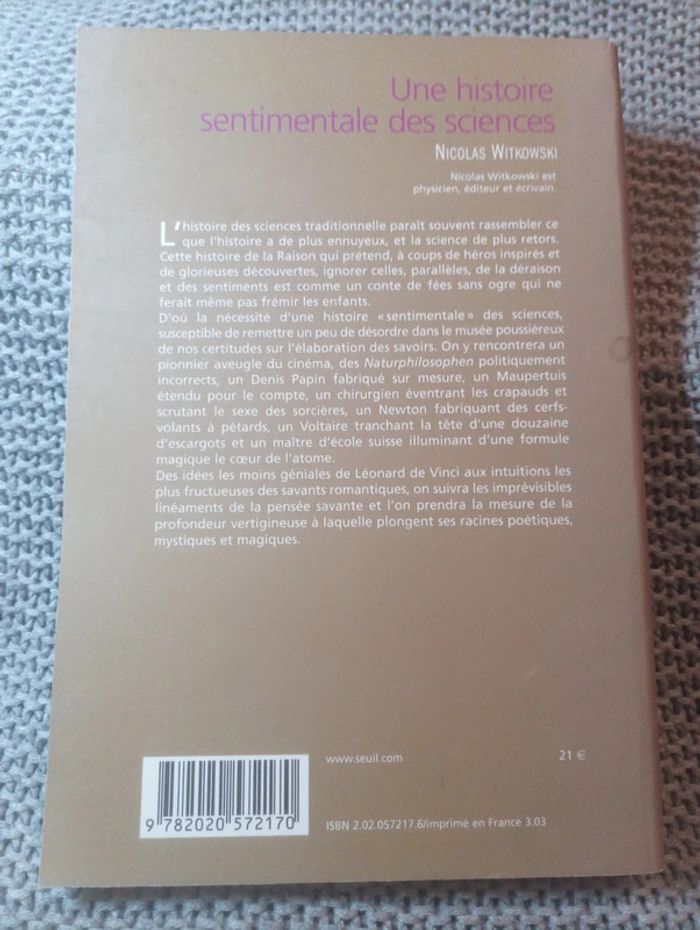 Une histoire
sentimentale des sciences
NICOLAS WITKOWSKI
Nicolas Witkowski est
physicien, éditeur et écrivain.
L'histoire des sciences traditionnelle paraît souvent rassembler ce
que l'histoire a de plus ennuyeux, et la science de plus retors.
Cette histoire de la Raison qui prétend, à coups de héros inspirés et
de glorieuses découvertes, ignorer celles, parallèles, de la déraison
et des sentiments est comme un conte de fées sans ogre qui ne
ferait même pas frémir les enfants.
D'où la nécessité d'une histoire «sentimentale» des sciences,
susceptible de remettre un peu de désordre dans le musée poussiéreux
de nos certitudes sur l'élaboration des savoirs. On y rencontrera un
pionnier aveugle du cinéma, des Naturphilosophen politiquement
incorrects, un Denis Papin fabriqué sur mesure, un Maupertuis
étendu pour le compte, un chirurgien éventrant les crapauds et
scrutant le sexe des sorcières, un Newton fabriquant des cerfs-
volants à pétards, un Voltaire tranchant la tête d'une douzaine
d'escargots et un maître d'école suisse illuminant d'une formule
magique le cœur de l'atome.
Des idées les moins géniales de Léonard de Vinci aux intuitions les
plus fructueuses des savants romantiques, on suivra les imprévisibles
linéaments de la pensée savante et l'on prendra la mesure de la
profondeur vertigineuse à laquelle plongent ses racines poétiques,
mystiques et magiques.
www.seuil.com
21 €
9 782020 572170
ISBN 2.02.057217.6/imprimé en France 3.03